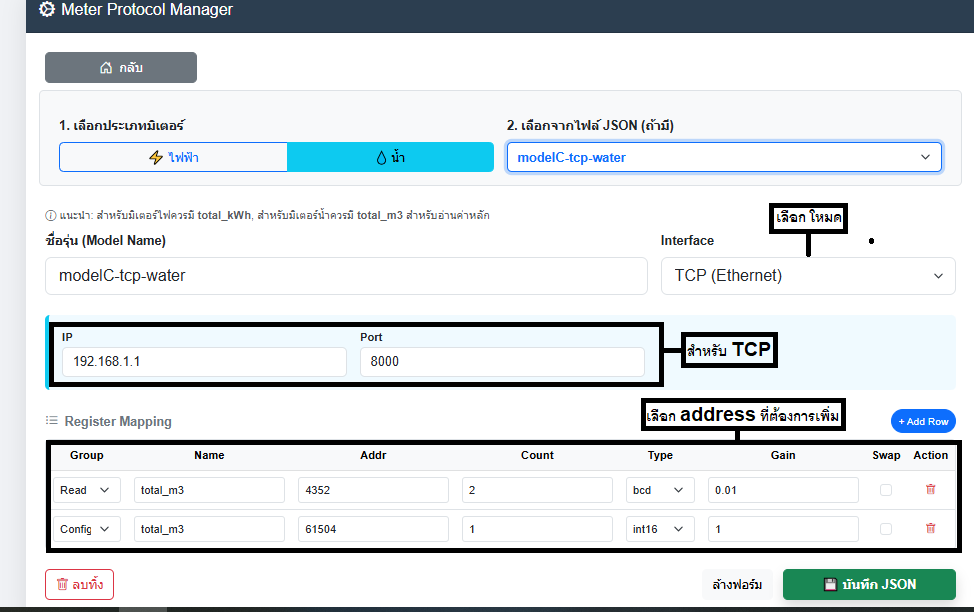 Meter Protocol Manager
กลับ
1. เลือกประเภทมิเตอร์
2. เลือกจากไฟล์ JSON (ถ้ามี)
ไฟฟ้า
น้ำ
modelC-tcp-water
แนะนำ: สำหรับมิเตอร์ไฟควรมี total_kWh, สำหรับมิเตอร์น้ำควรมี total_m3 สำหรับอ่านค่าหลัก
เลือก โหมด
ชื่อรุ่น (Model Name)
Interface
modelC-tcp-water
TCP (Ethernet)
IP
Port
192.168.1.1
8000
สำหรับ TCP
Register Mapping
เลือก address ที่ต้องการเพิ่ม
+ Add Row
Group Name Addr Count Type Gain Swap Action
Read total_m3 4352 2 bcd 0.01
Config total_m3 61504 1 int16 1
ลบทิ้ง
ล้างฟอร์ม
บันทึก JSON